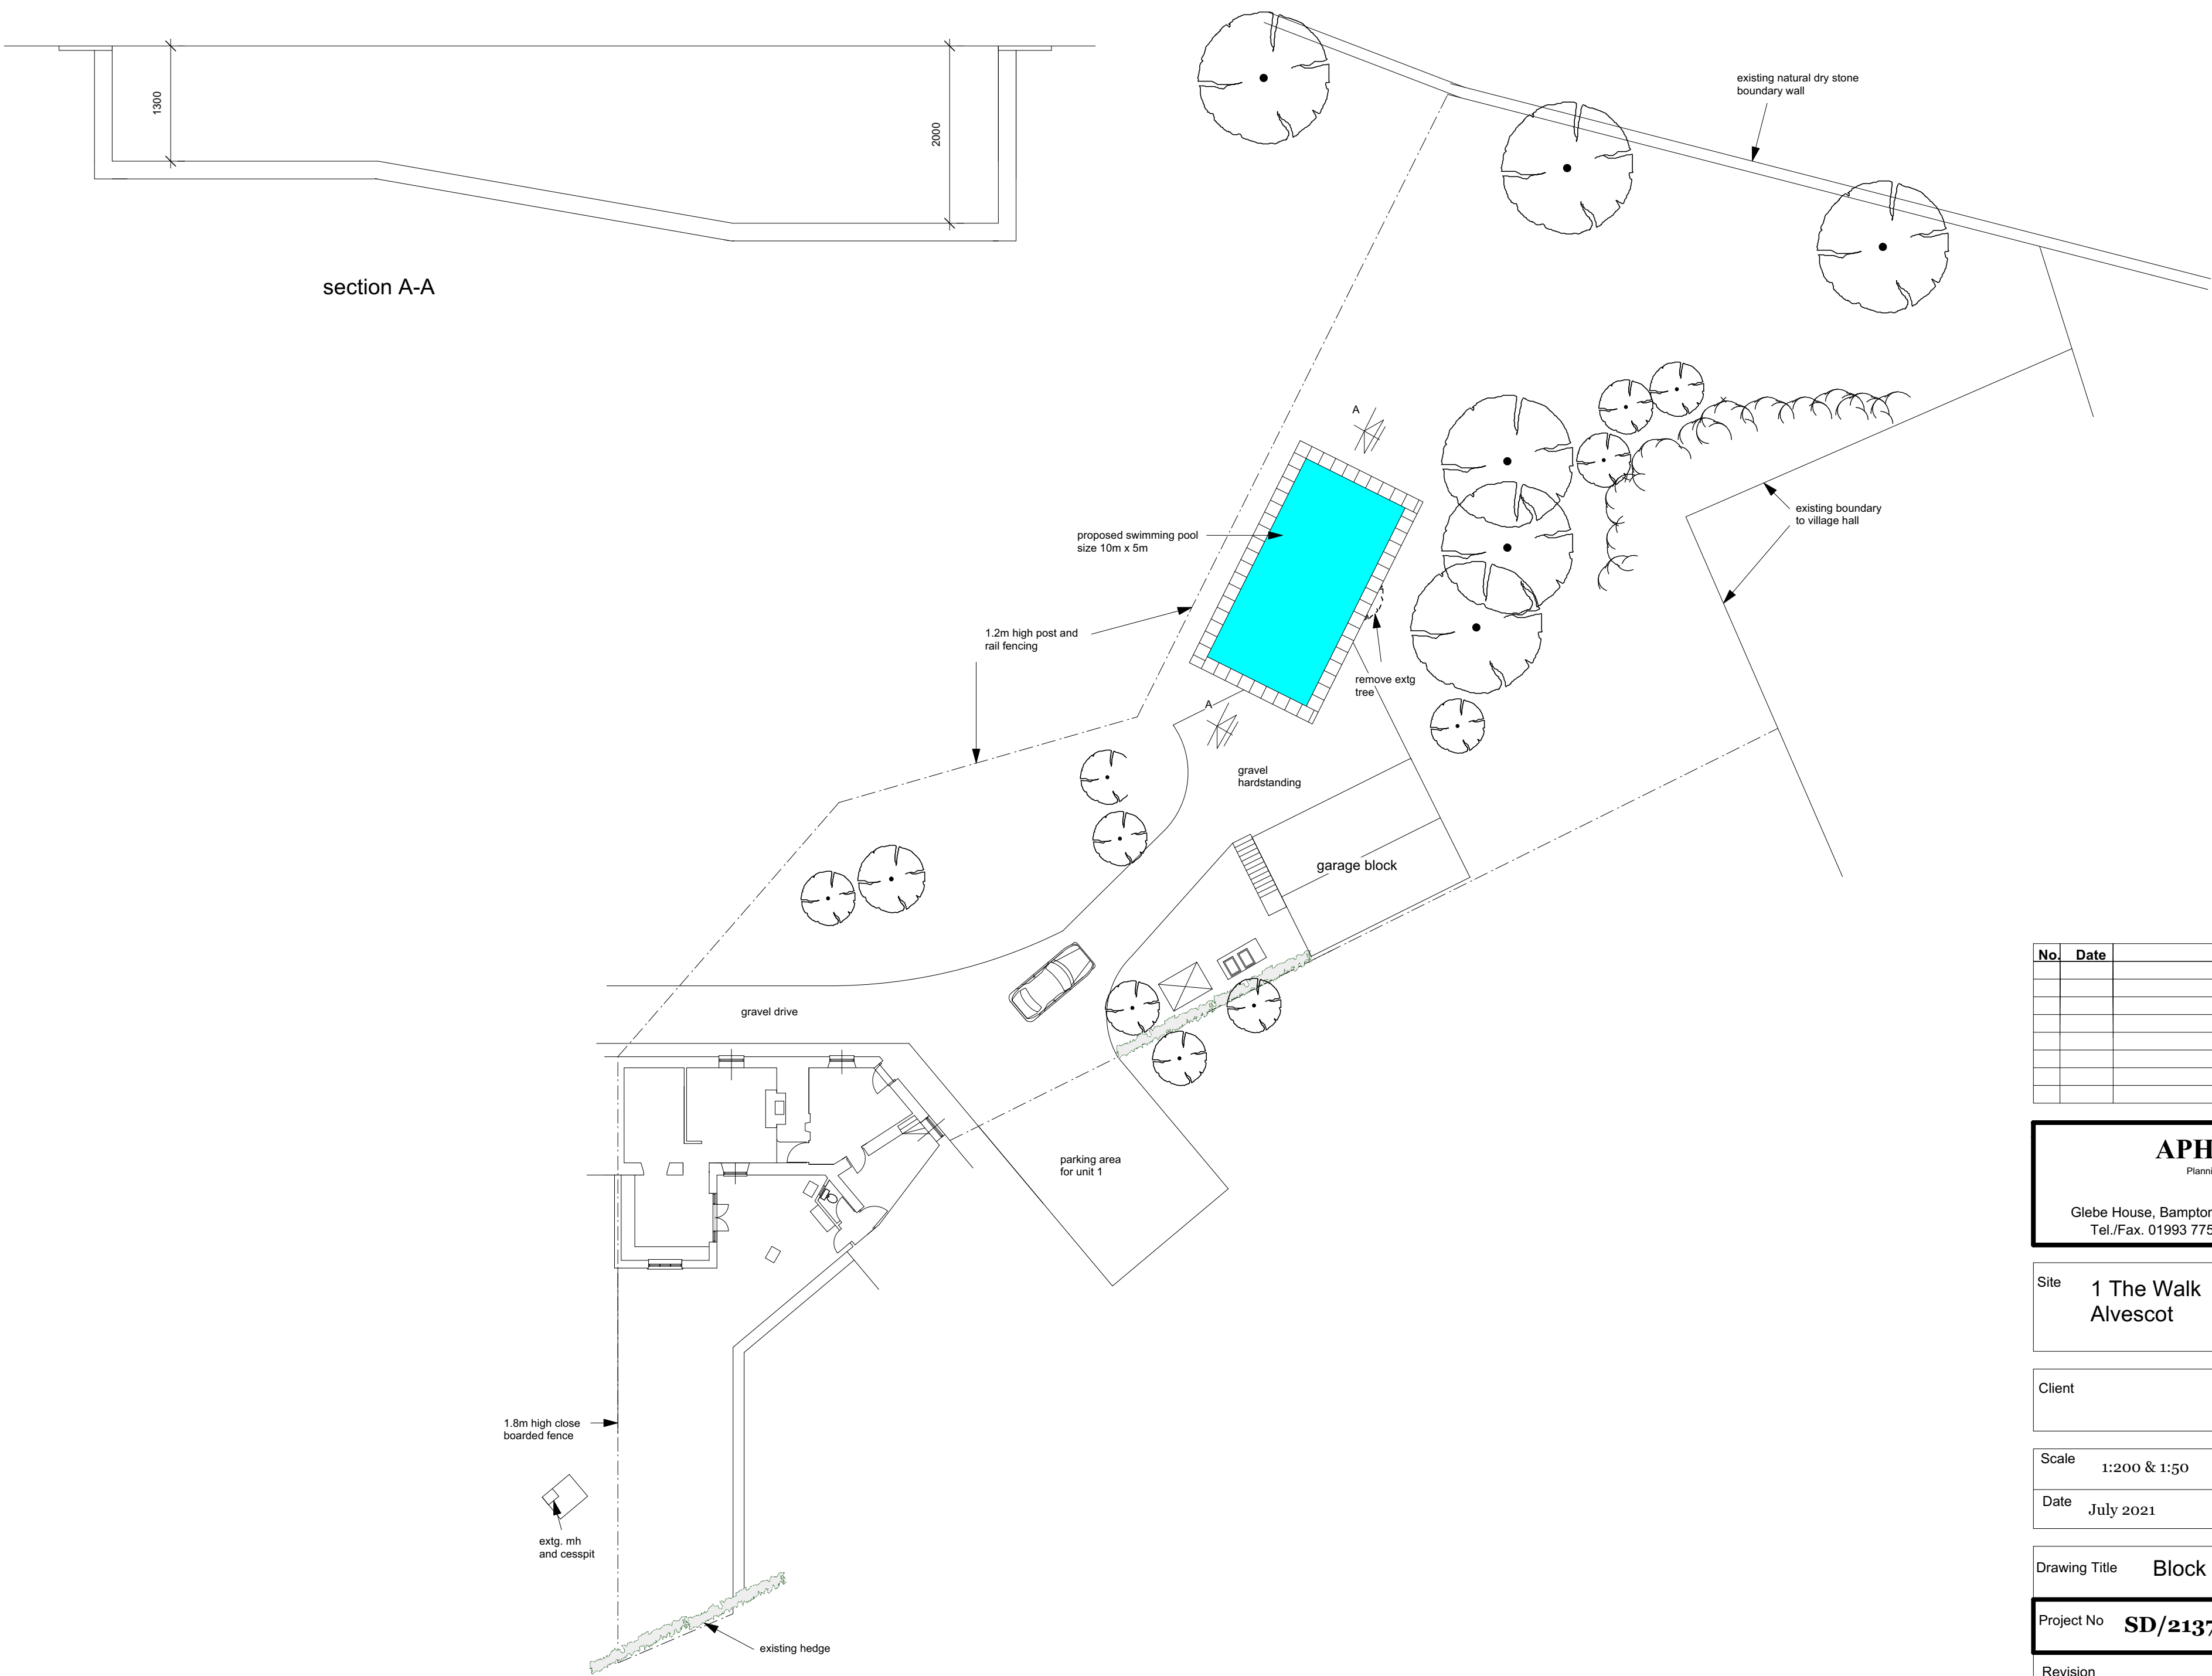 1300
2000
section A-A
existing natural dry stone
boundary wall
A
proposed swimming pool
size 10m x 5m
existing boundary
to village hall
1.2m high post and
rail fencing
remove extg
tree
A
gravel
hardstanding
garage block
gravel drive
parking area
for unit 1
1.8m high close
boarded fence
extg. mh
and cesspit
existing hedge
No. Date
APH
Glebe House, Bampton
Tel./Fax. 01993 775
Site 1 The Walk
Alvescot
Client
Scale 1:200 & 1:50
Date July 2021
Drawing Title Block
Project No SD/2137
Revision